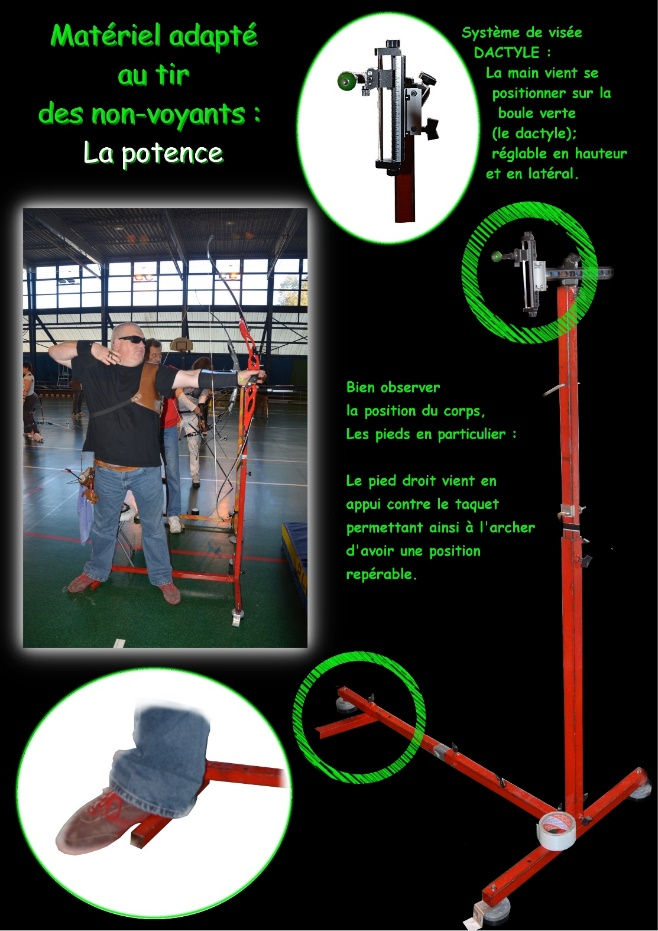 Matériel adapté
au tir
des non-voyants :
La potence
Système de visée
DACTYLE :
La main vient se
positionner sur la
boule verte
(le dactyle);
réglable en hauteur
et en latéral.
Bien observer
la position du corps,
Les pieds en particulier :
Le pied droit vient en
appui contre le taquet
permettant ainsi à l'archer
d'avoir une position
repérable.